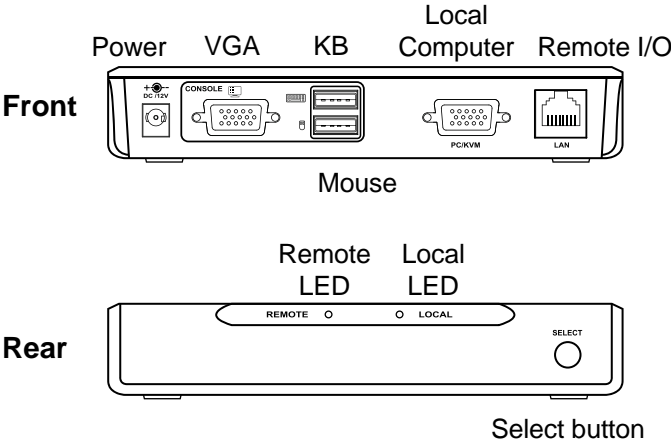 Local
Power VGA KB Computer Remote I/O
Front
DC /12V
CONSOLE
PC/KVM
LAN
Mouse
Remote Local
LED LED
REMOTE LOCAL
Rear
SELECT
Select button